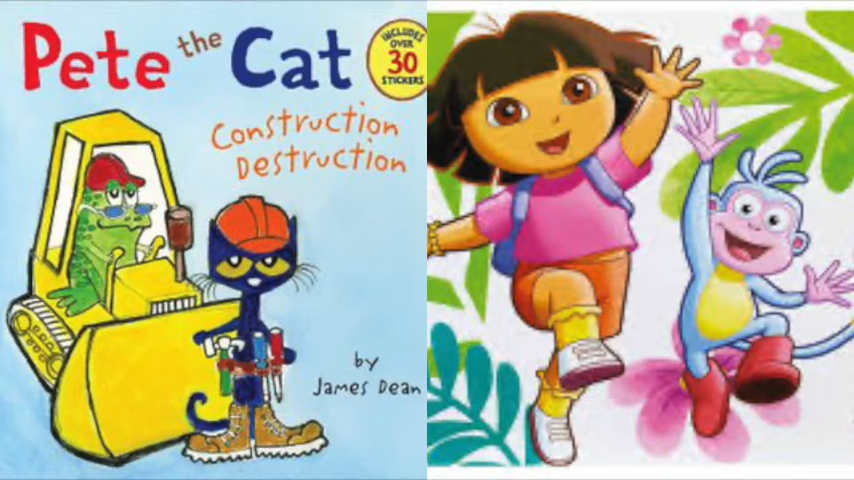 Pete the Cat
INCLUDES
OVER
30
STICKERS
Construction
Destruction
by
James Dean